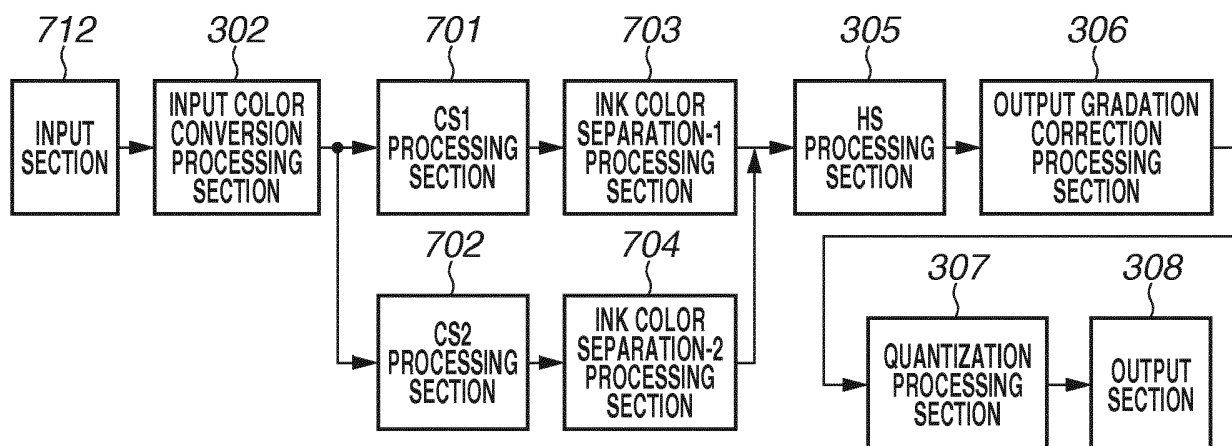 712
302
701
703
305
306
INPUT
SECTION
INPUT COLOR
CONVERSION
PROCESSING
SECTION
CS1
PROCESSING
SECTION
INK COLOR
SEPARATION-1
PROCESSING
SECTION
HS
PROCESSING
SECTION
OUTPUT GRADATION
CORRECTION
PROCESSING
SECTION
702
704
307
308
CS2
PROCESSING
SECTION
INK COLOR
SEPARATION-2
PROCESSING
SECTION
QUANTIZATION
PROCESSING
SECTION
OUTPUT
SECTION